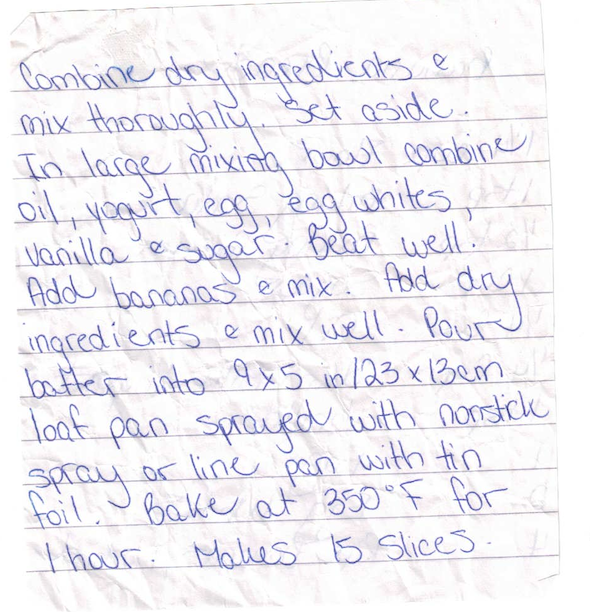 Combine dry ingredients &
mix thoroughly. Set aside.
In large mixing bowl combine
oil, yogurt, egg, egg whites,
vanilla & sugar. Beat well.
Add bananas & mix. Add dry
ingredients & mix well. Pour
batter into 9x5 in/23x13cm
loaf pan sprayed with nonstick
spray or line pan with tin
foil. Bake at 350°F for
1 hour. Makes 15 slices.